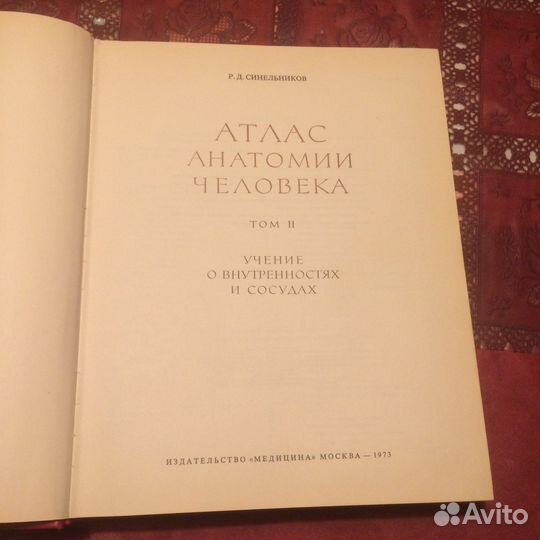 Р. Д. СИНЕЛЬНИКОВ
АТЛАС
АНАТОМИИ
ЧЕЛОВЕКА
ТОМ II
УЧЕНИЕ
О ВНУТРЕННОСТЯХ
И СОСУДАХ
ИЗДАТЕЛЬСТВО «МЕДИЦИНА» МОСКВА — 1973
Avito